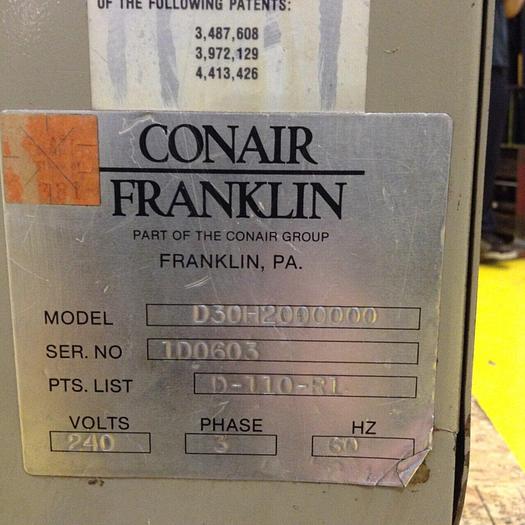 OF THE FOLLOWING PATENTS:
3,487,608
3,972,129
4,413,426
CONAIR
FRANKLIN
PART OF THE CONAIR GROUP
FRANKLIN, PA.
MODEL D30H2000000
SER. NO 1D0603
PTS. LIST D-110-R1
VOLTS PHASE HZ
240 3 60